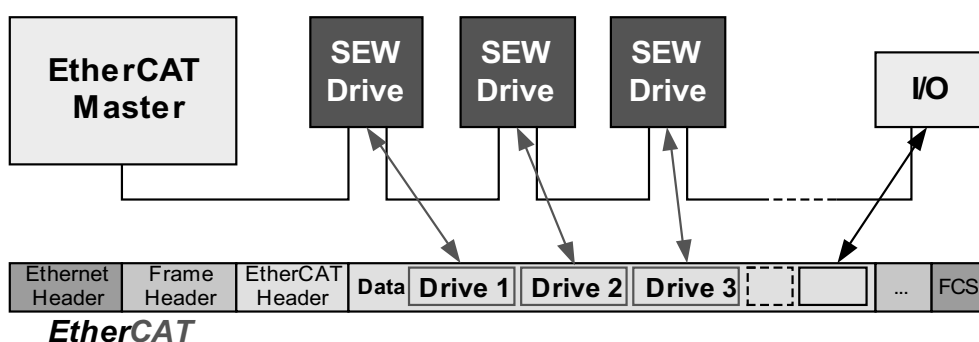 EtherCAT
Master
SEW
Drive
SEW
Drive
SEW
Drive
I/O
Ethernet
Header
Frame
Header
EtherCAT
Header
Data
Drive 1
Drive 2
Drive 3
...
FCS
EtherCAT